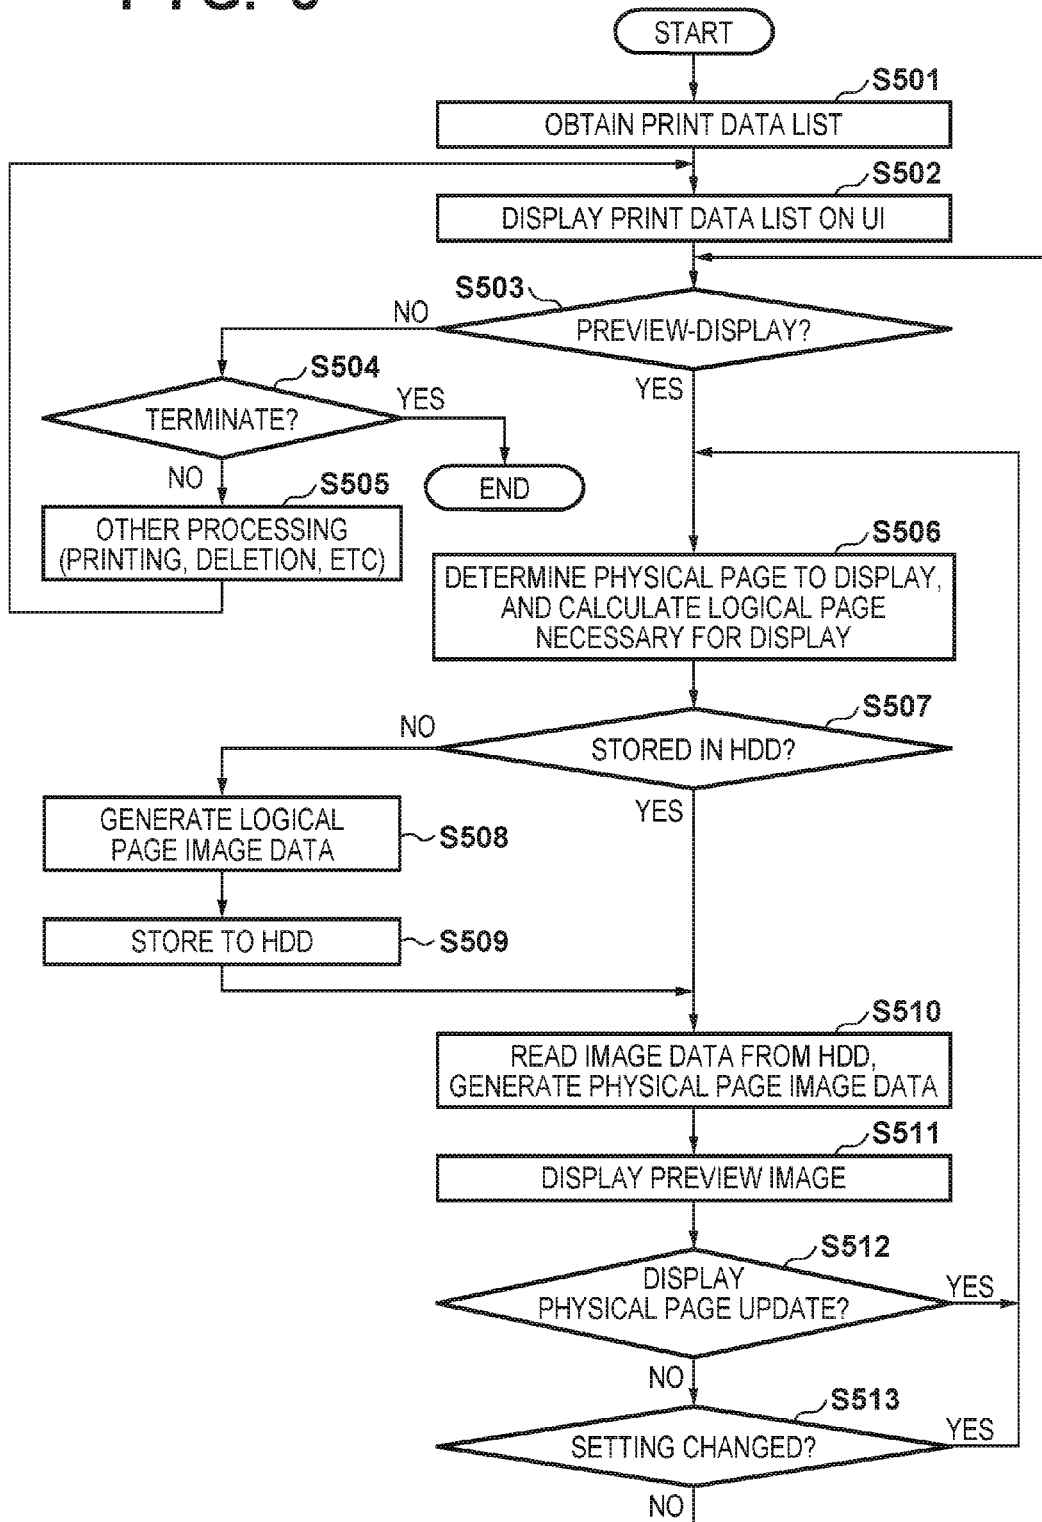 START
S501
OBTAIN PRINT DATA LIST
S502
DISPLAY PRINT DATA LIST ON UI
S503
PREVIEW-DISPLAY?
NO
YES
S504
TERMINATE?
YES
NO
END
S505
OTHER PROCESSING
(PRINTING, DELETION, ETC)
S506
DETERMINE PHYSICAL PAGE TO DISPLAY,
AND CALCULATE LOGICAL PAGE
NECESSARY FOR DISPLAY
S507
STORED IN HDD?
NO
YES
GENERATE LOGICAL
PAGE IMAGE DATA
S508
STORE TO HDD
S509
S510
READ IMAGE DATA FROM HDD,
GENERATE PHYSICAL PAGE IMAGE DATA
S511
DISPLAY PREVIEW IMAGE
S512
DISPLAY
PHYSICAL PAGE UPDATE?
YES
NO
S513
SETTING CHANGED?
YES
NO